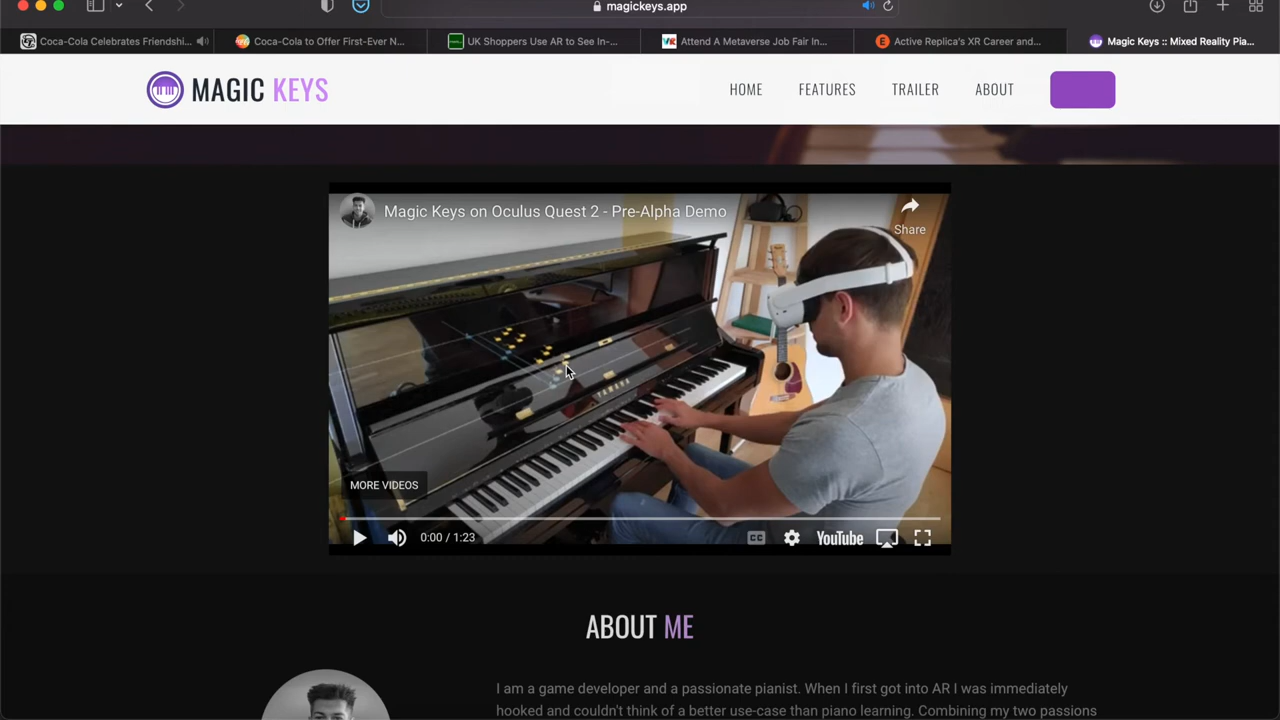 magickeys.app
Coca-Cola Celebrates Friendshi...
Coca-Cola to Offer First-Ever N...
UK Shoppers Use AR to See In-...
Attend A Metaverse Job Fair In...
Active Replica's XR Career and...
Magic Keys :: Mixed Reality Pia...
MAGIC KEYS
HOME
FEATURES
TRAILER
ABOUT
Magic Keys on Oculus Quest 2 - Pre-Alpha Demo
Share
YAMAHA
MORE VIDEOS
0:00 / 1:23
CC
YouTube
ABOUT ME
I am a game developer and a passionate pianist. When I first got into AR I was immediately
hooked and couldn't think of a better use-case than piano learning. Combining my two passions